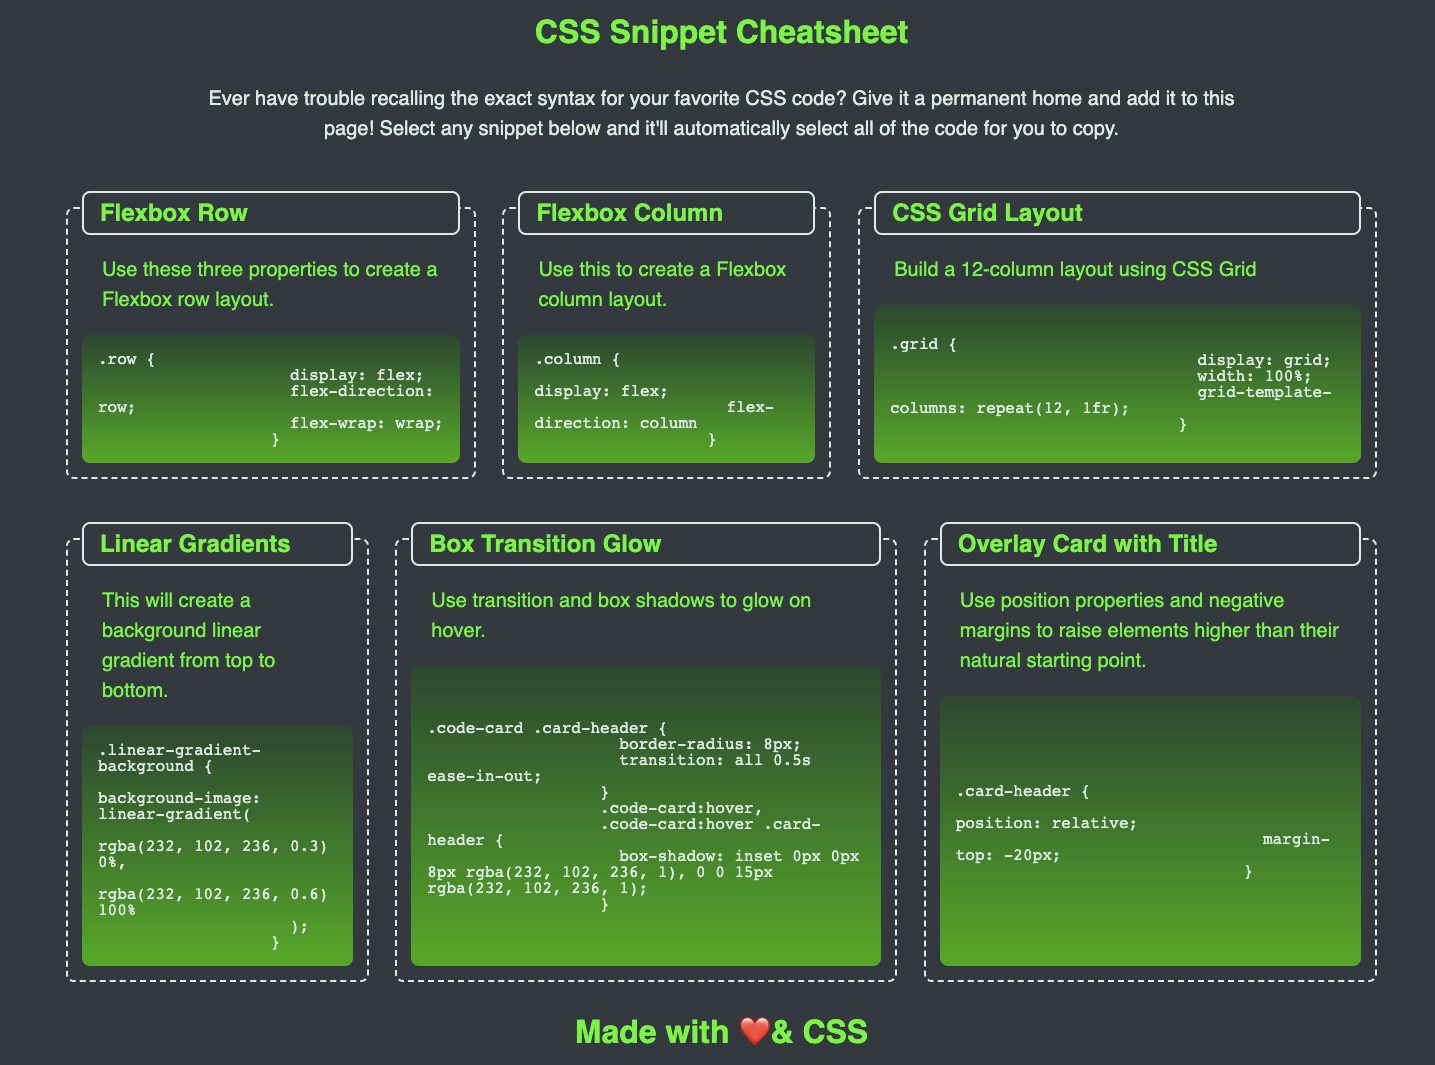 CSS Snippet Cheatsheet
Ever have trouble recalling the exact syntax for your favorite CSS code? Give it a permanent home and add it to this
page! Select any snippet below and it'll automatically select all of the code for you to copy.
Flexbox Row
Use these three properties to create a
Flexbox row layout.
.row {
display: flex;
flex-direction:
row;
flex-wrap: wrap;
}
Flexbox Column
Use this to create a Flexbox
column layout.
.column {
display: flex;
flex-
direction: column
}
CSS Grid Layout
Build a 12-column layout using CSS Grid
.grid {
display: grid;
width: 100%;
grid-template-
columns: repeat(12, 1fr);
}
Linear Gradients
This will create a
background linear
gradient from top to
bottom.
.linear-gradient-
background {
background-image:
linear-gradient(
rgba(232, 102, 236, 0.3)
0%,
rgba(232, 102, 236, 0.6)
100%
);
}
Box Transition Glow
Use transition and box shadows to glow on
hover.
.code-card .card-header {
border-radius: 8px;
transition: all 0.5s
ease-in-out;
}
.code-card:hover,
.code-card:hover .card-
header {
box-shadow: inset 0px 0px
8px rgba(232, 102, 236, 1), 0 0 15px
rgba(232, 102, 236, 1);
}
Overlay Card with Title
Use position properties and negative
margins to raise elements higher than their
natural starting point.
.card-header {
position: relative;
margin-
top: -20px;
}
Made with ❤️& CSS